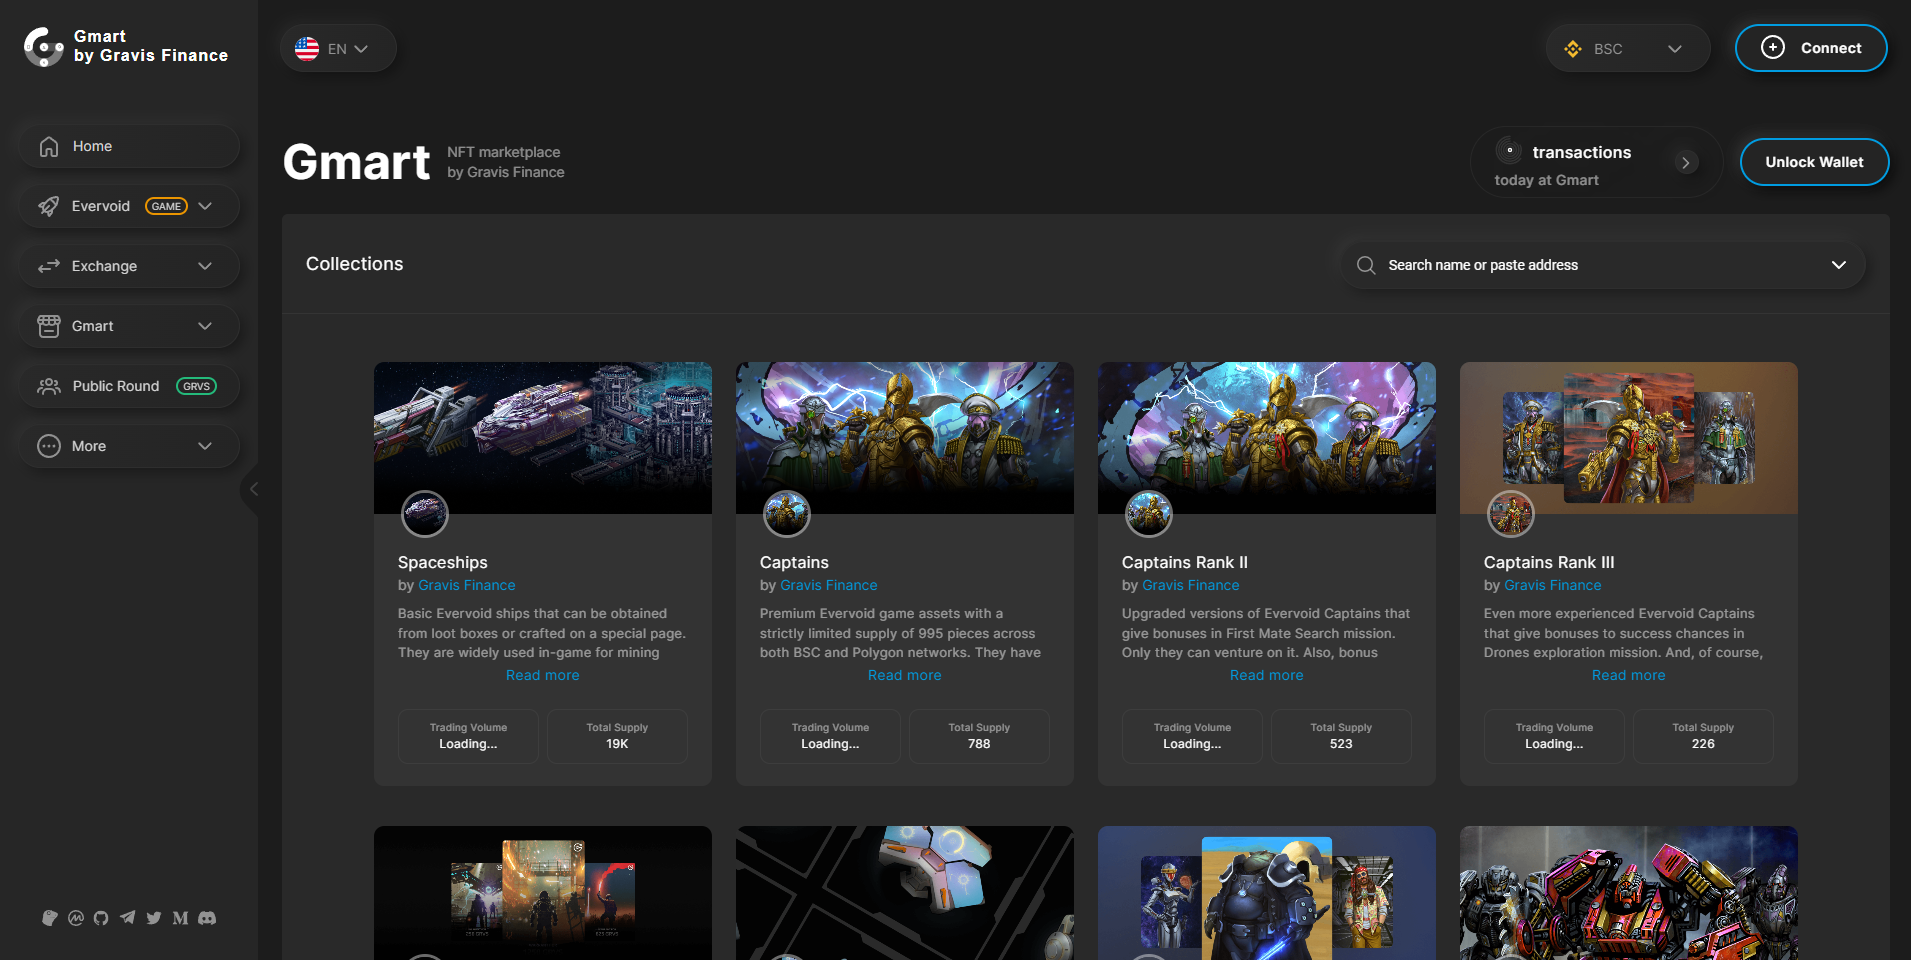 Gmart
by Gravis Finance
EN
BSC
Connect
Home
Evervoid GAME
Exchange
Gmart
Public Round GRVS
More
Gmart
NFT marketplace
by Gravis Finance
transactions
today at Gmart
Unlock Wallet
Collections
Search name or paste address
Spaceships
by Gravis Finance
Basic Evervoid ships that can be obtained
from loot boxes or crafted on a special page.
They are widely used in-game for mining
Read more
Trading Volume
Loading...
Total Supply
19K
Captains
by Gravis Finance
Premium Evervoid game assets with a
strictly limited supply of 995 pieces across
both BSC and Polygon networks. They have
Read more
Trading Volume
Loading...
Total Supply
788
Captains Rank II
by Gravis Finance
Upgraded versions of Evervoid Captains that
give bonuses in First Mate Search mission.
Only they can venture on it. Also, bonus
Read more
Trading Volume
Loading...
Total Supply
523
Captains Rank III
by Gravis Finance
Even more experienced Evervoid Captains
that give bonuses to success chances in
Drones exploration mission. And, of course,
Read more
Trading Volume
Loading...
Total Supply
226